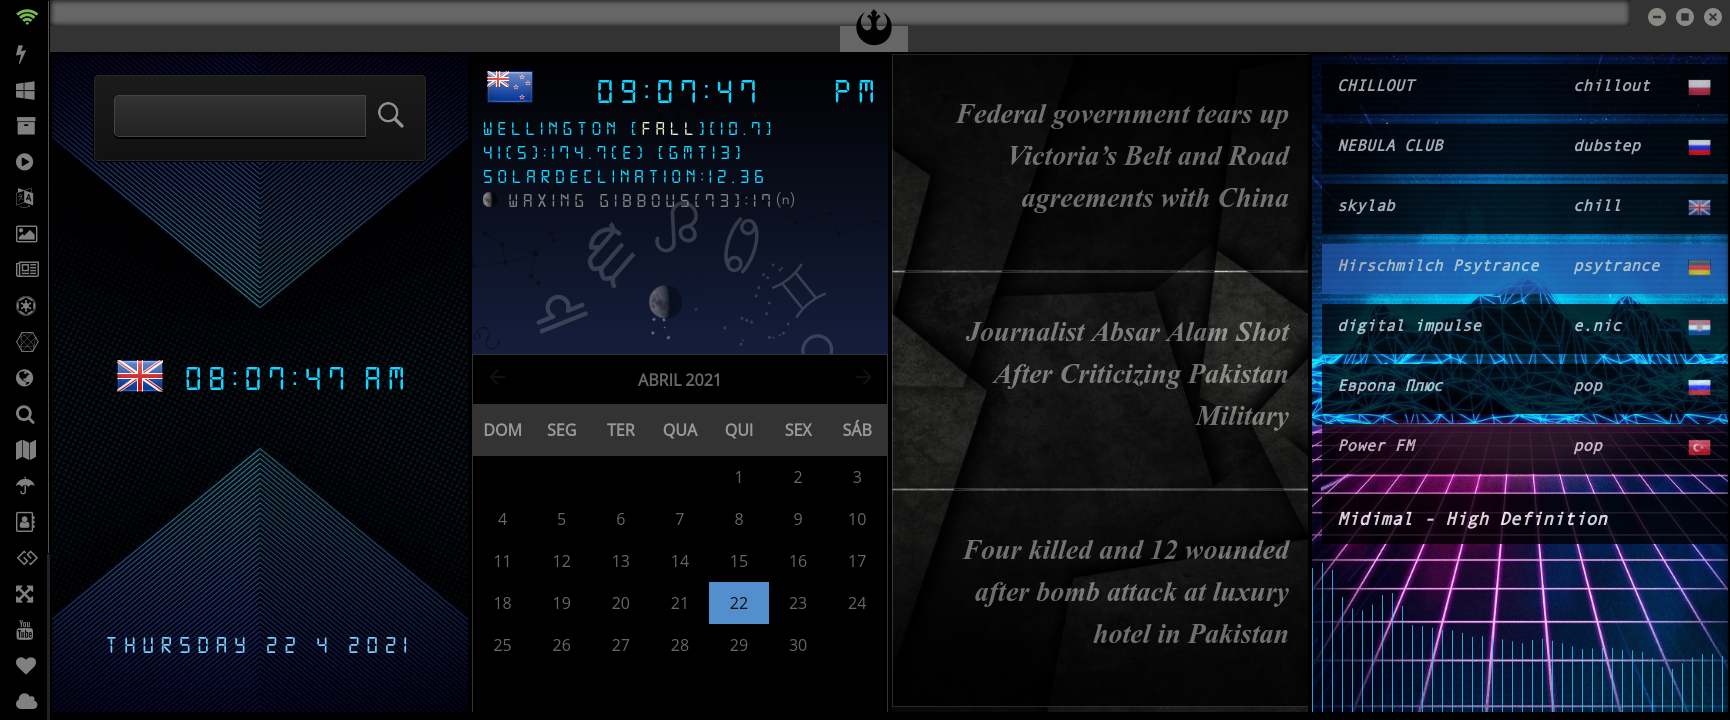 09:07:47 PM
WELLINGTON [FALL][10.7]
41(S):174.7(E) [GMT13]
SOLARDECLINATION:12.36
WAXING GIBBOUS[73]:17(n)
08:07:47 AM
THURSDAY 22 4 2021
ABRIL 2021
DOM SEG TER QUA QUI SEX SÁB
1 2 3
4 5 6 7 8 9 10
11 12 13 14 15 16 17
18 19 20 21 22 23 24
25 26 27 28 29 30
Federal government tears up
Victoria’s Belt and Road
agreements with China
Journalist Absar Alam Shot
After Criticizing Pakistan
Military
Four killed and 12 wounded
after bomb attack at luxury
hotel in Pakistan
CHILLOUT chillout
NEBULA CLUB dubstep
skylab chill
Hirschmilch Psytrance psytrance
digital impulse e.nic
Европа Плюс pop
Power FM pop
Midimal - High Definition
You
Tube